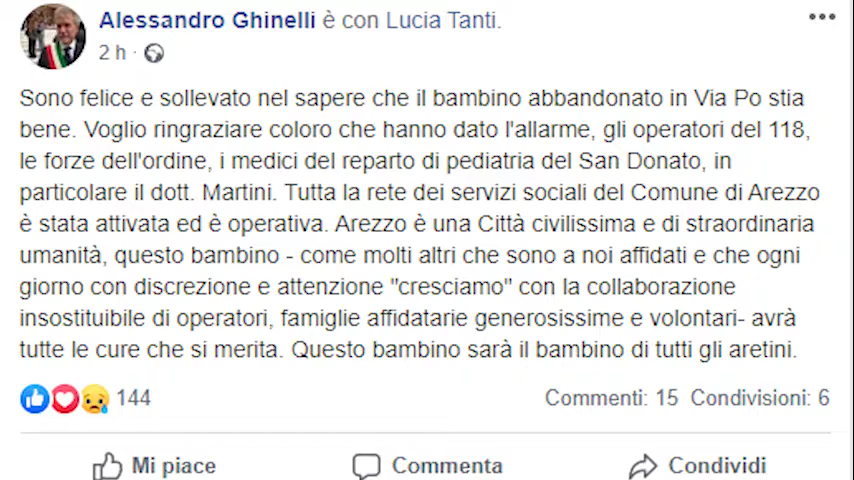 Alessandro Ghinelli è con Lucia Tanti.
2 h ·
Sono felice e sollevato nel sapere che il bambino abbandonato in Via Po stia
bene. Voglio ringraziare coloro che hanno dato l'allarme, gli operatori del 118,
le forze dell'ordine, i medici del reparto di pediatria del San Donato, in
particolare il dott. Martini. Tutta la rete dei servizi sociali del Comune di Arezzo
è stata attivata ed è operativa. Arezzo è una Città civilissima e di straordinaria
umanità, questo bambino - come molti altri che sono a noi affidati e che ogni
giorno con discrezione e attenzione "cresciamo" con la collaborazione
insostituibile di operatori, famiglie affidatarie generosissime e volontari- avrà
tutte le cure che si merita. Questo bambino sarà il bambino di tutti gli aretini.
144 Commenti: 15 Condivisioni: 6
Mi piace Commenta Condividi